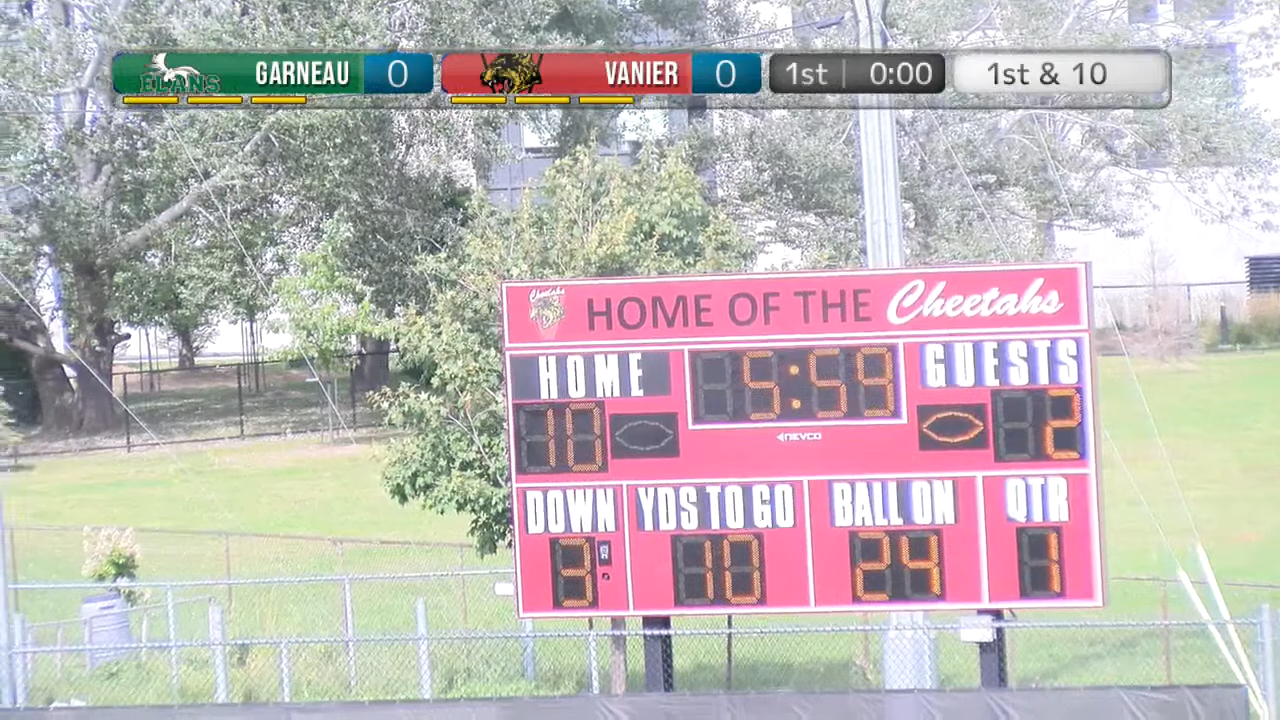 ELANS GARNEAU 0 VANIER 0 1st 0:00 1st & 10
Cheetahs HOME OF THE Cheetahs
HOME 5:59 GUESTS
10 2
NEVCO
DOWN YDS TO GO BALL ON QTR
3 10 24 1